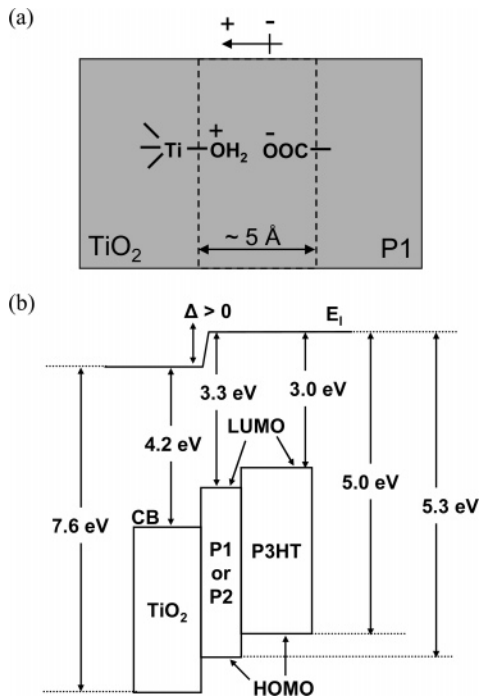 (a)
+ -
+ -
Ti OH₂ OOC
~ 5 Å
TiO₂ P1
(b)
Δ > 0 E_I
3.3 eV 3.0 eV
4.2 eV LUMO
5.0 eV
7.6 eV CB 5.3 eV
P1 or P2 P3HT
TiO₂
HOMO